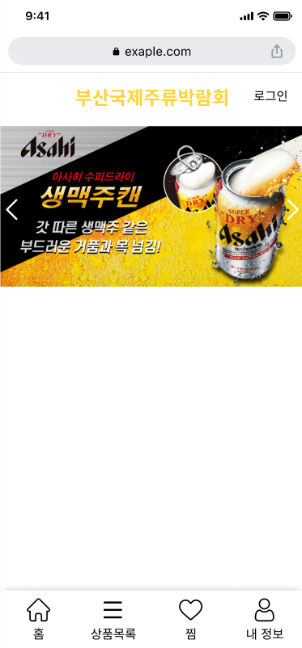 9:41
exaple.com
부산국제주류박람회
로그인
SUPER
"DRY"
Asahi
아사히 수퍼드라이
생맥주캔
갓 따른 생맥주 같은
부드러운 거품과 목 넘김!
SUPER
"DRY"
Asahi
홈
상품목록
찜
내 정보